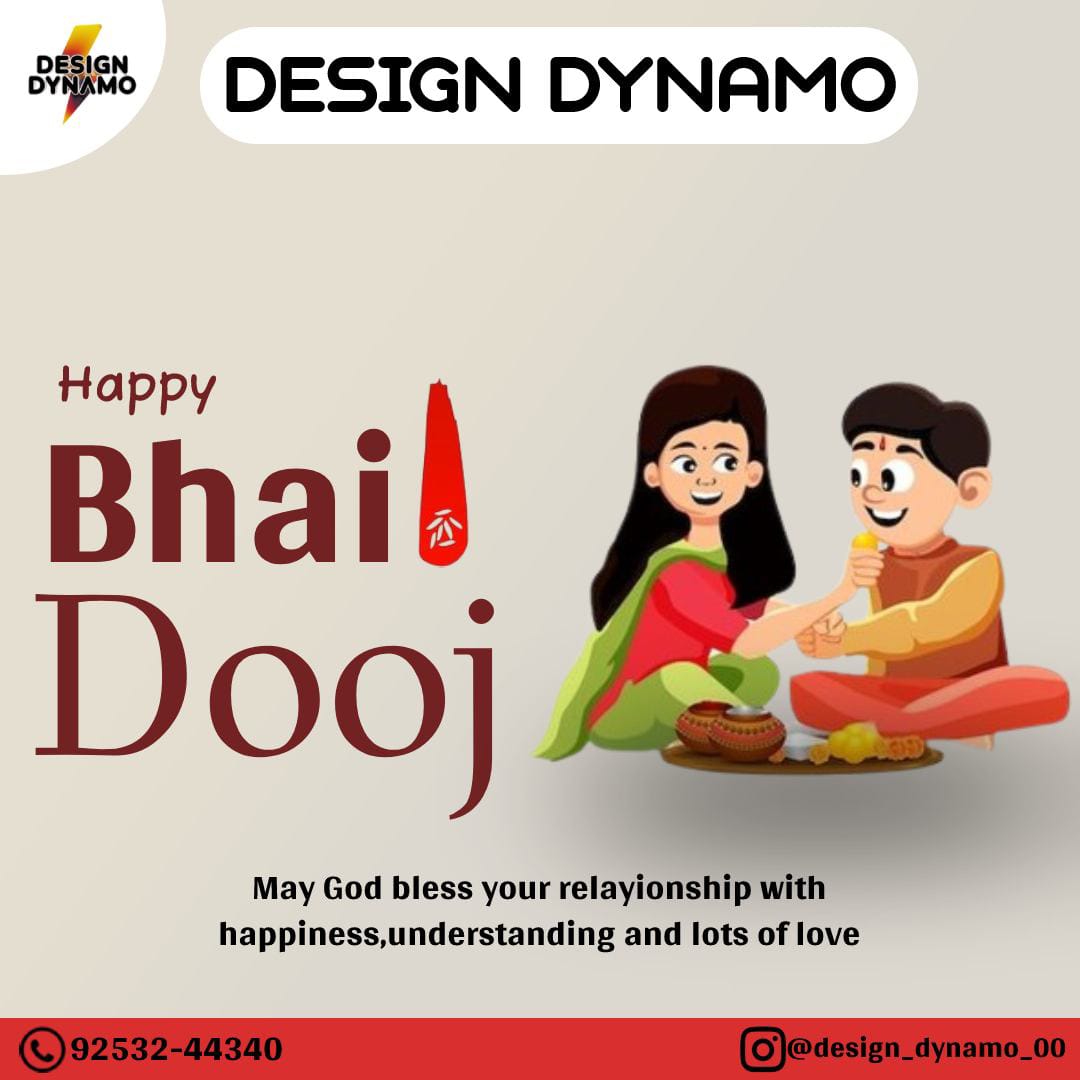 DESIGN
DYNAMO
DESIGN DYNAMO
Happy
Bhai
Dooj
May God bless your relayionship with
happiness,understanding and lots of love
92532-44340
@design_dynamo_00